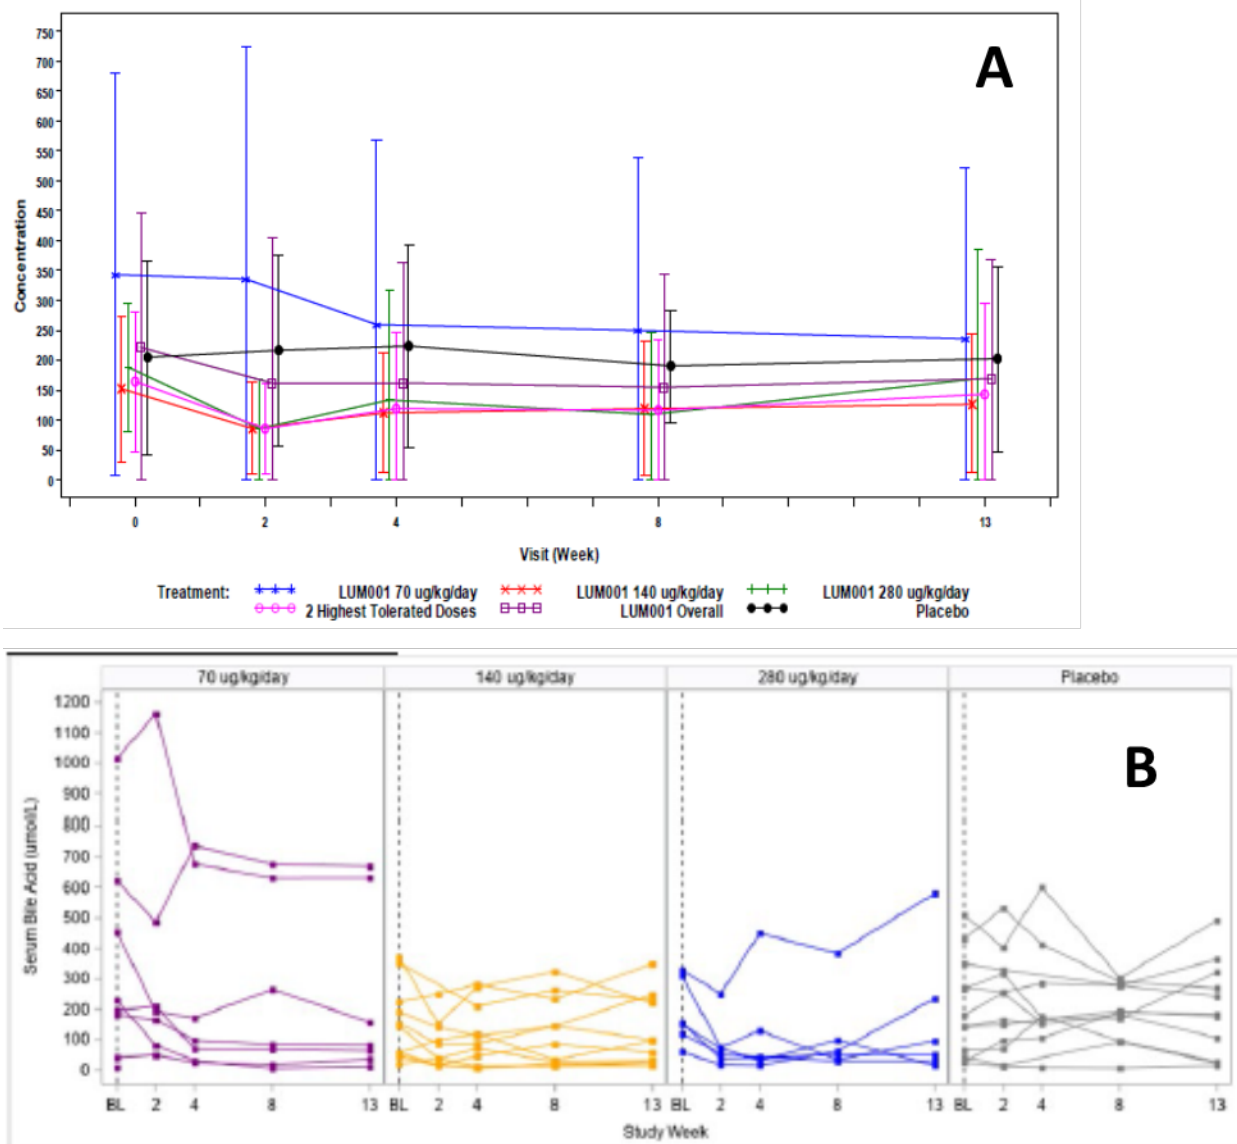 A
750
700
650
600
550
500
450
400
350
300
250
200
150
100
50
0
Concentration
0 2 4 8 13
Visit (Week)
Treatment: LUM001 70 ug/kg/day LUM001 140 ug/kg/day LUM001 280 ug/kg/day
2 Highest Tolerated Doses LUM001 Overall Placebo
70 ug/kg/day 140 ug/kg/day 280 ug/kg/day Placebo
B
1200
1100
1000
900
800
700
600
500
400
300
200
100
0
Serum Bile Acid (umol/L)
BL 2 4 8 13 BL 2 4 8 13 BL 2 4 8 13 BL 2 4 8 13
Study Week